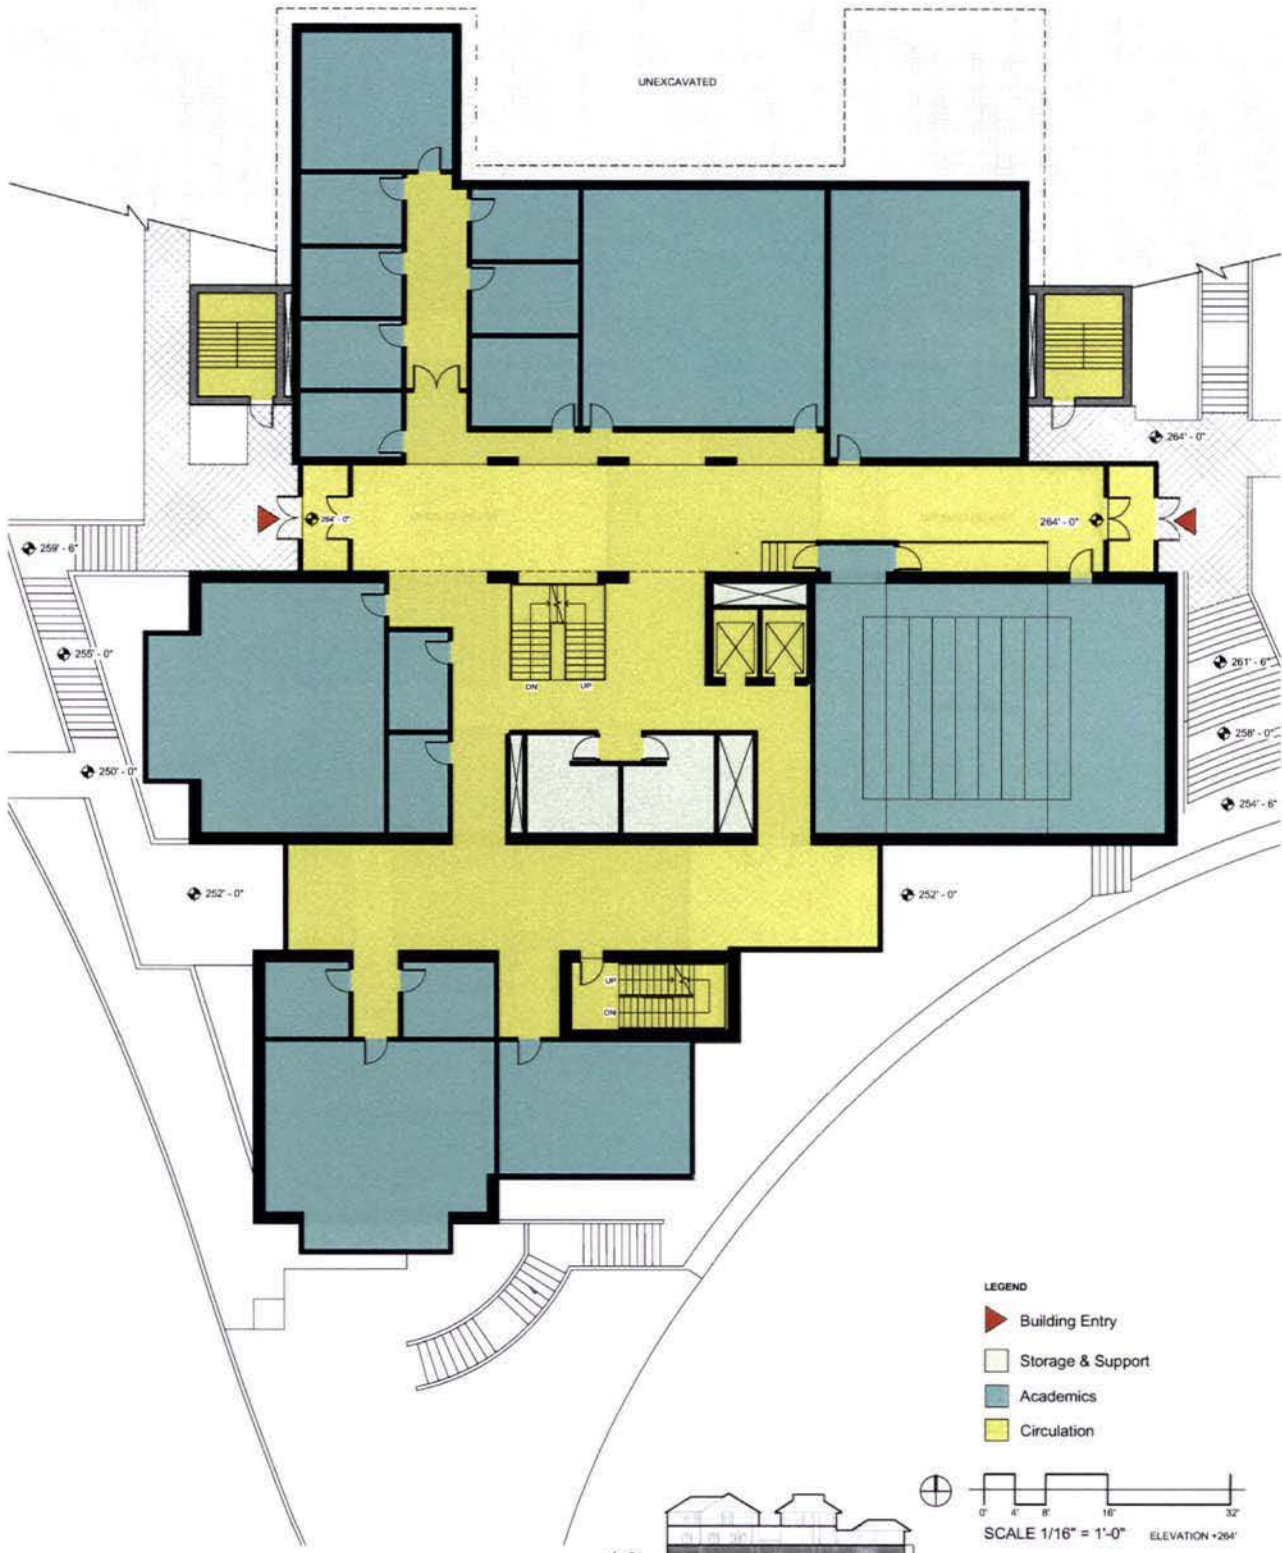 UNEXCAVATED
264' - 0"
264' - 0"
264' - 0"
259' - 6"
255' - 0"
261' - 6"
DN
UP
258' - 0"
250' - 0"
254' - 6"
252' - 0"
252' - 0"
UP
DN
LEGEND
Building Entry
Storage & Support
Academics
Circulation
0' 4' 8' 16' 32'
SCALE 1/16" = 1'-0" ELEVATION +264'